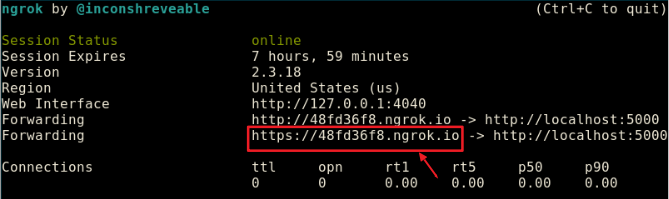 ngrok by @inconshreveable (Ctrl+C to quit)
Session Status online
Session Expires 7 hours, 59 minutes
Version 2.3.18
Region United States (us)
Web Interface http://127.0.0.1:4040
Forwarding http://48fd36f8.ngrok.io -> http://localhost:5000
Forwarding https://48fd36f8.ngrok.io -> http://localhost:5000
Connections ttl opn rt1 rt5 p50 p90
0 0 0.00 0.00 0.00 0.00